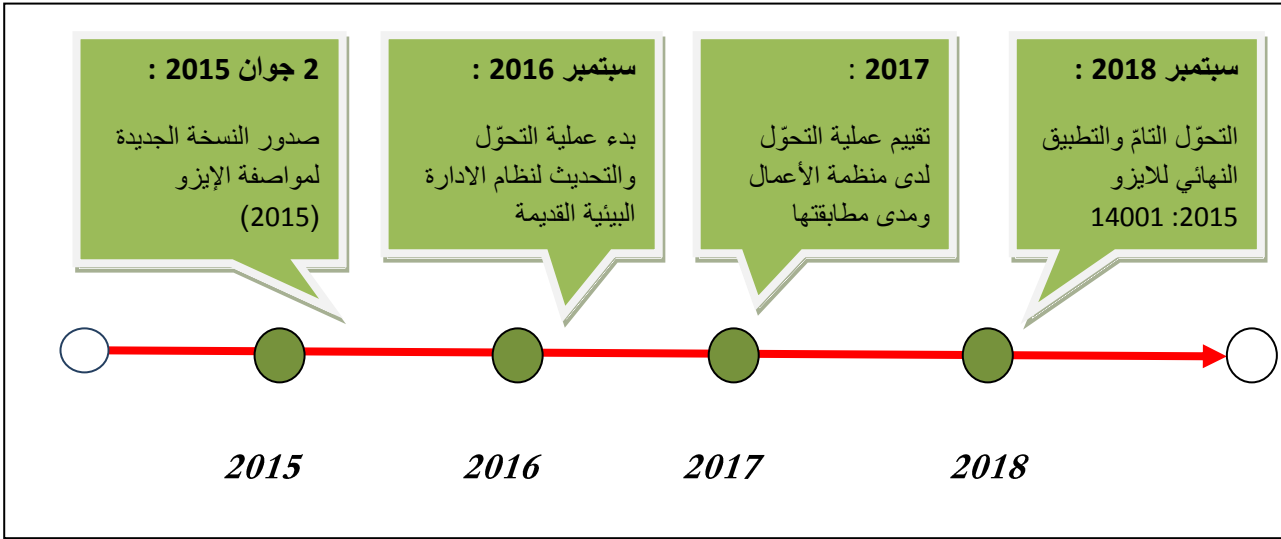 2 جوان 2015 :
صدور النسخة الجديدة
لمواصفة الإيزو
(2015)
سبتمبر 2016 :
بدء عملية التحوّل
والتحديث لنظام الادارة
البيئية القديمة
2017 :
تقييم عملية التحوّل
لدى منظمة الأعمال
ومدى مطابقتها
سبتمبر 2018 :
التحوّل التامّ والتطبيق
النهائي للايزو
14001 :2015
2015
2016
2017
2018